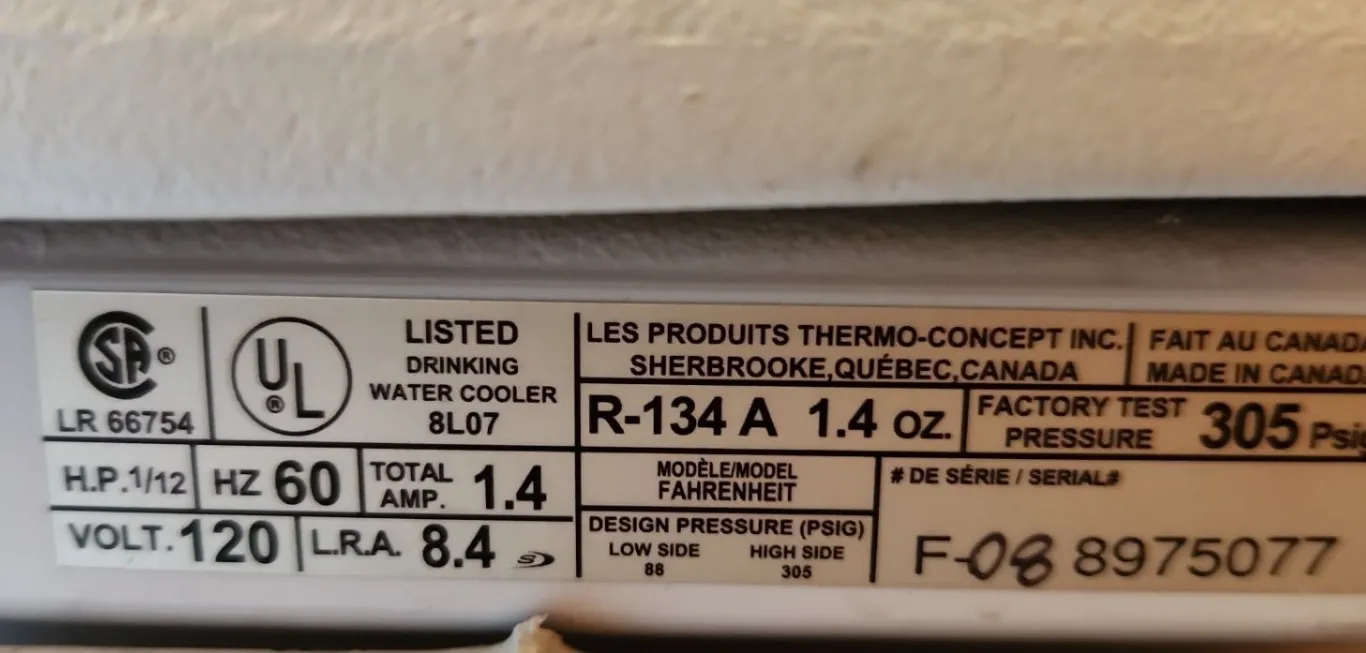 SA ®
LR 66754
UL ®
LISTED
DRINKING
WATER COOLER
8L07
LES PRODUITS THERMO-CONCEPT INC.
SHERBROOKE,QUÉBEC,CANADA
FAIT AU CANADA
MADE IN CANADA
R-134 A 1.4 oz.
FACTORY TEST
PRESSURE 305 Psig
H.P.1/12
HZ 60
TOTAL
AMP. 1.4
VOLT.120
L.R.A. 8.4
MODÈLE/MODEL
FAHRENHEIT
DESIGN PRESSURE (PSIG)
LOW SIDE HIGH SIDE
88 305
# DE SÉRIE / SERIAL#
F-08 8975077